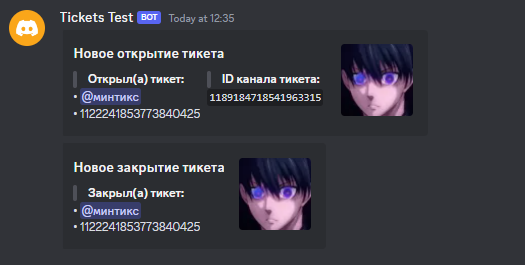 Tickets Test BOT Today at 12:35
Новое открытие тикета
Открыл(а) тикет: ID канала тикета:
• @минтикс 1189184718541963315
• 1122241853773840425
Новое закрытие тикета
Закрыл(а) тикет:
• @минтикс
• 1122241853773840425